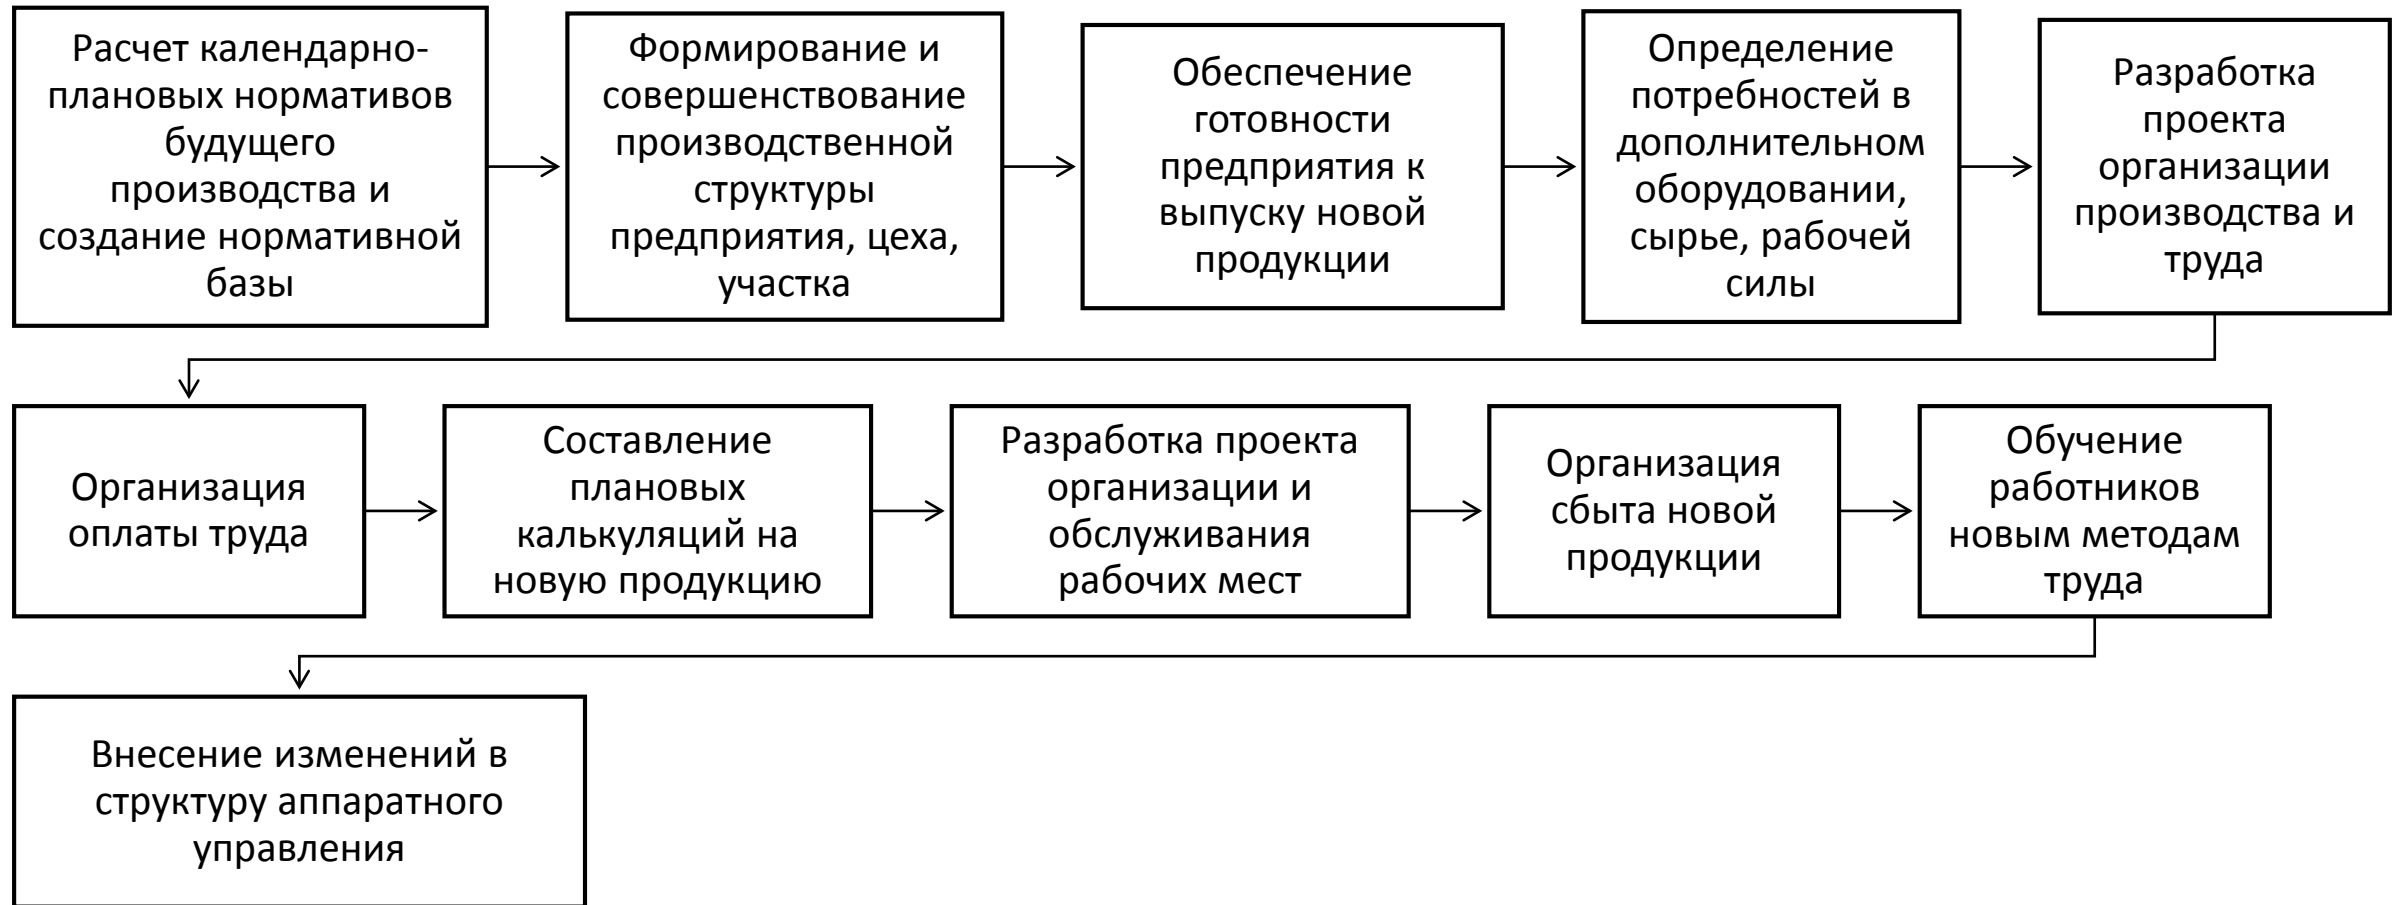 Расчет календарно-
плановых нормативов
будущего
производства и
создание нормативной
базы
Формирование и
совершенствование
производственной
структуры
предприятия, цеха,
участка
Обеспечение
готовности
предприятия к
выпуску новой
продукции
Определение
потребностей в
дополнительном
оборудовании,
сырье, рабочей
силы
Разработка
проекта
организации
производства и
труда
Организация
оплаты труда
Составление
плановых
калькуляций на
новую продукцию
Разработка проекта
организации и
обслуживания
рабочих мест
Организация
сбыта новой
продукции
Обучение
работников
новым методам
труда
Внесение изменений в
структуру аппаратного
управления